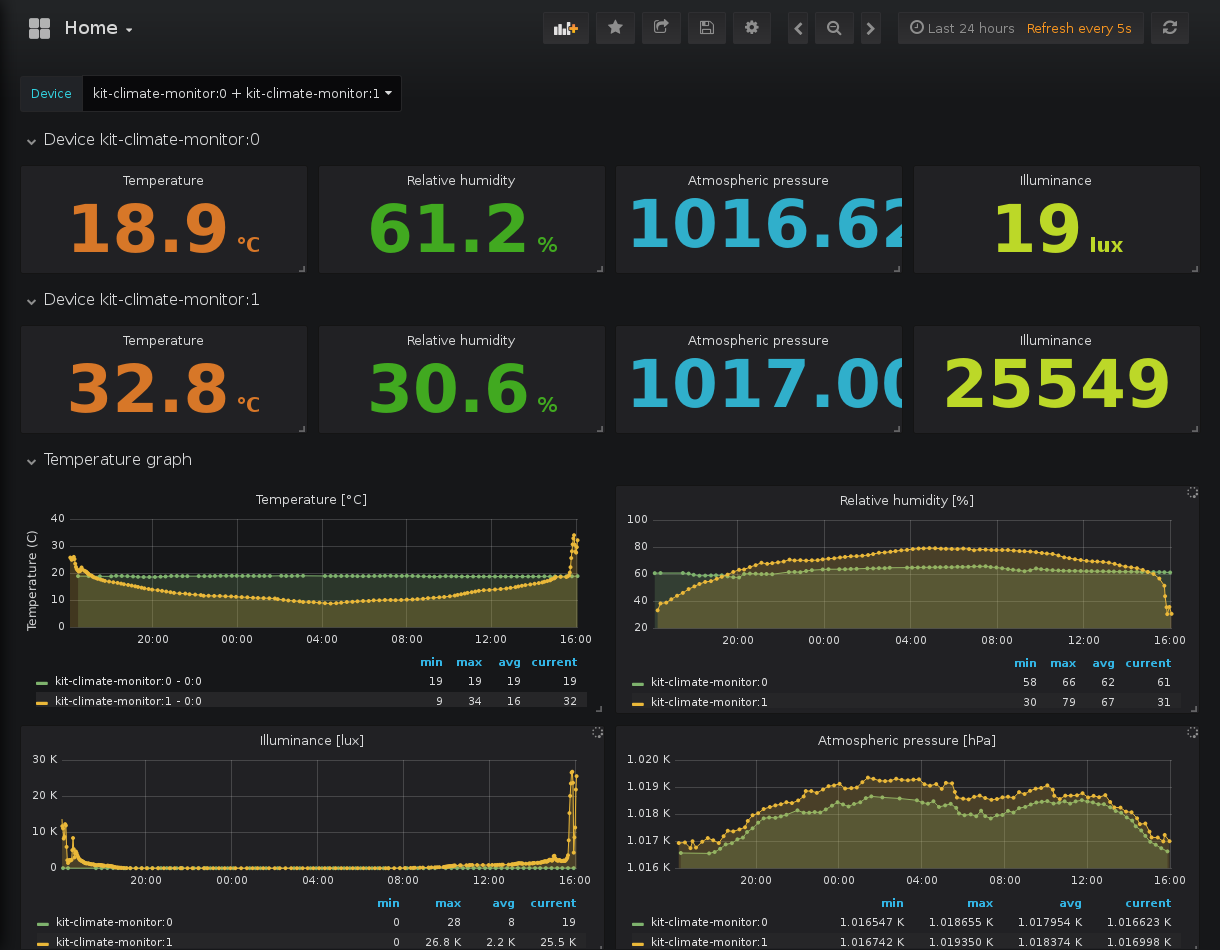 Home
Last 24 hours Refresh every 5s
Device kit-climate-monitor:0 + kit-climate-monitor:1
Device kit-climate-monitor:0
Temperature Relative humidity Atmospheric pressure Illuminance
18.9 °C 61.2 % 1016.62 19 lux
Device kit-climate-monitor:1
Temperature Relative humidity Atmospheric pressure Illuminance
32.8 °C 30.6 % 1017.00 25549
Temperature graph
Temperature [°C]
Temperature (C)
40
30
20
10
0
20:00 00:00 04:00 08:00 12:00 16:00
min max avg current
kit-climate-monitor:0 - 0:0 19 19 19 19
kit-climate-monitor:1 - 0:0 9 34 16 32
Relative humidity [%]
100
80
60
40
20
20:00 00:00 04:00 08:00 12:00 16:00
min max avg current
kit-climate-monitor:0 58 66 62 61
kit-climate-monitor:1 30 79 67 31
Illuminance [lux]
30 K
20 K
10 K
0
20:00 00:00 04:00 08:00 12:00 16:00
min max avg current
kit-climate-monitor:0 0 28 8 19
kit-climate-monitor:1 0 26.8 K 2.2 K 25.5 K
Atmospheric pressure [hPa]
1.020 K
1.019 K
1.018 K
1.017 K
1.016 K
20:00 00:00 04:00 08:00 12:00 16:00
min max avg current
kit-climate-monitor:0 1.016547 K 1.018655 K 1.017954 K 1.016623 K
kit-climate-monitor:1 1.016742 K 1.019350 K 1.018374 K 1.016998 K